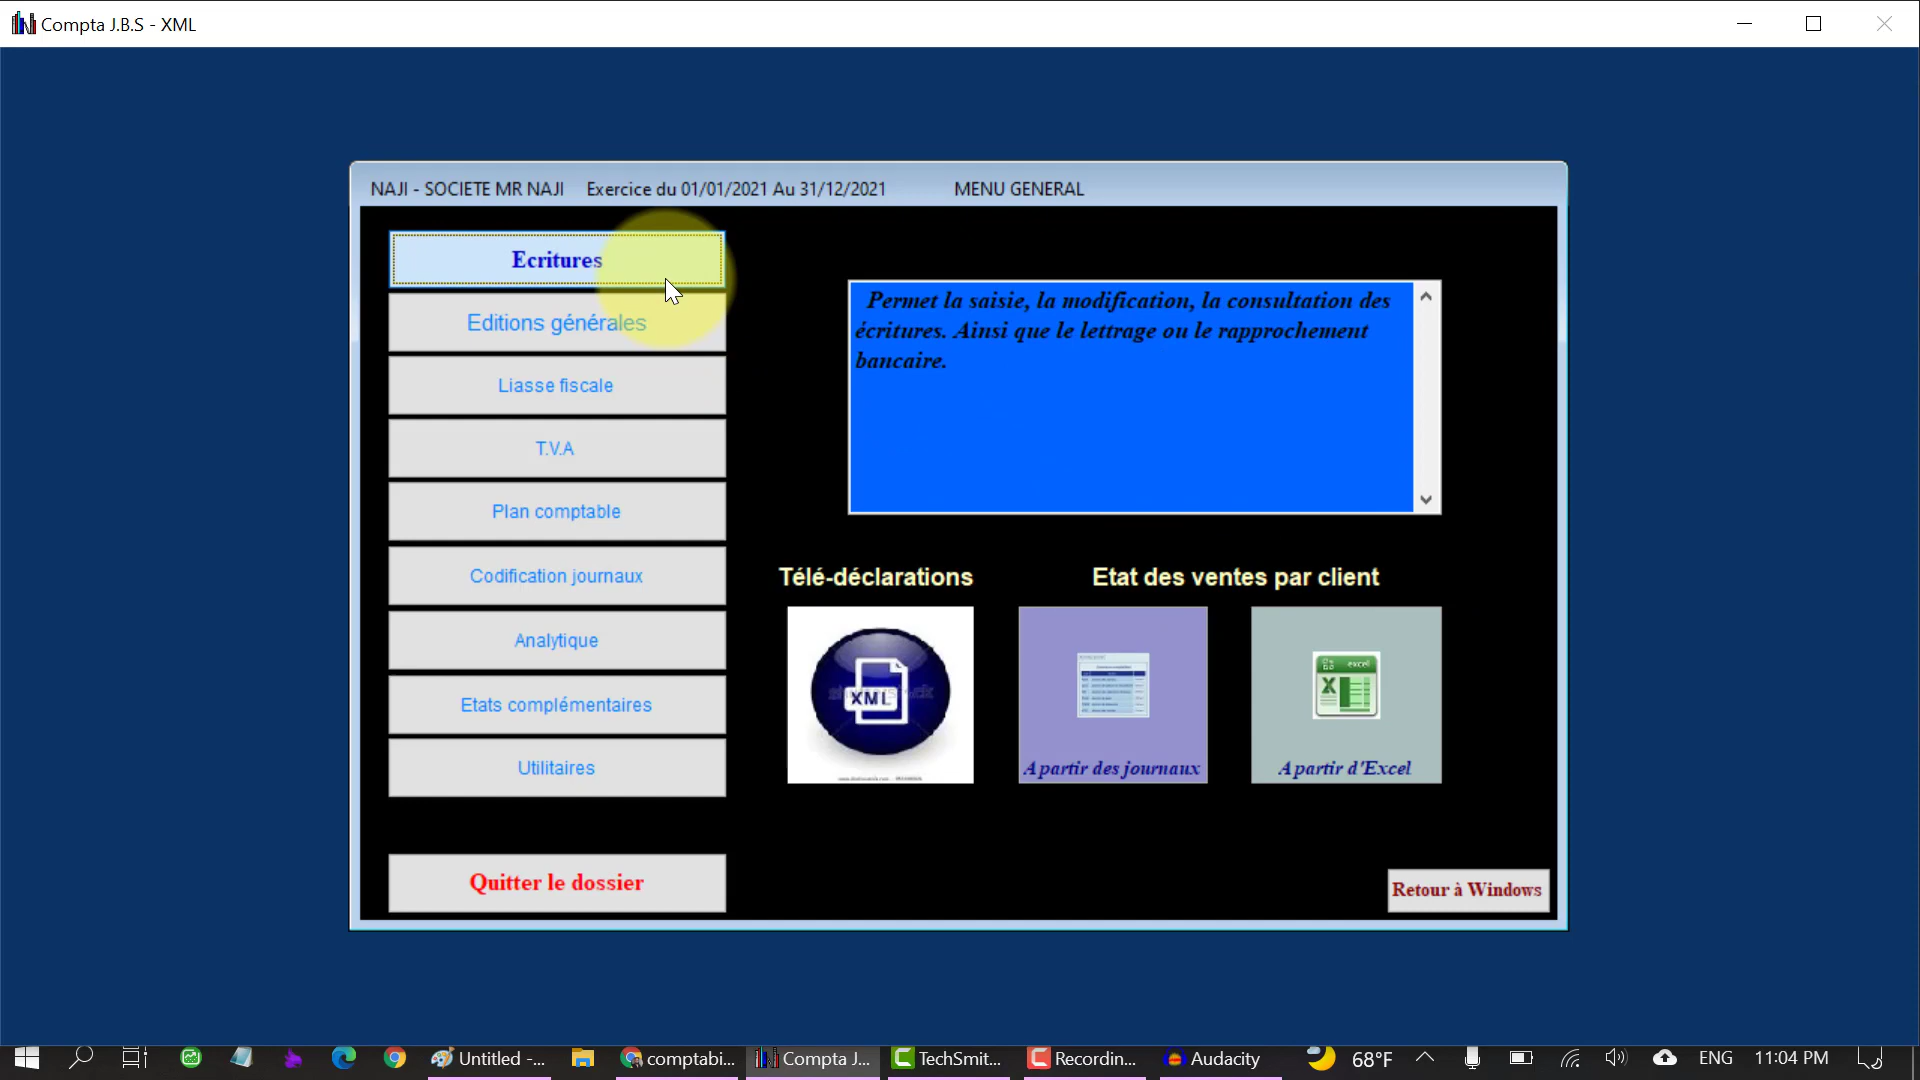 Compta J.B.S - XML
NAJI - SOCIETE MR NAJI    Exercice du 01/01/2021 Au 31/12/2021    MENU GENERAL
Ecritures
Editions générales
Liasse fiscale
T.V.A
Plan comptable
Codification journaux
Analytique
Etats complémentaires
Utilitaires
Quitter le dossier
Permet la saisie, la modification, la consultation des
écritures. Ainsi que le lettrage ou le rapprochement
bancaire.
Télé-déclarations
Etat des ventes par client
XML
A partir des journaux
excel
A partir d'Excel
Retour à Windows
Untitled -...
comptabi...
Compta J...
TechSmit...
Recordin...
Audacity
68°F
ENG
11:04 PM